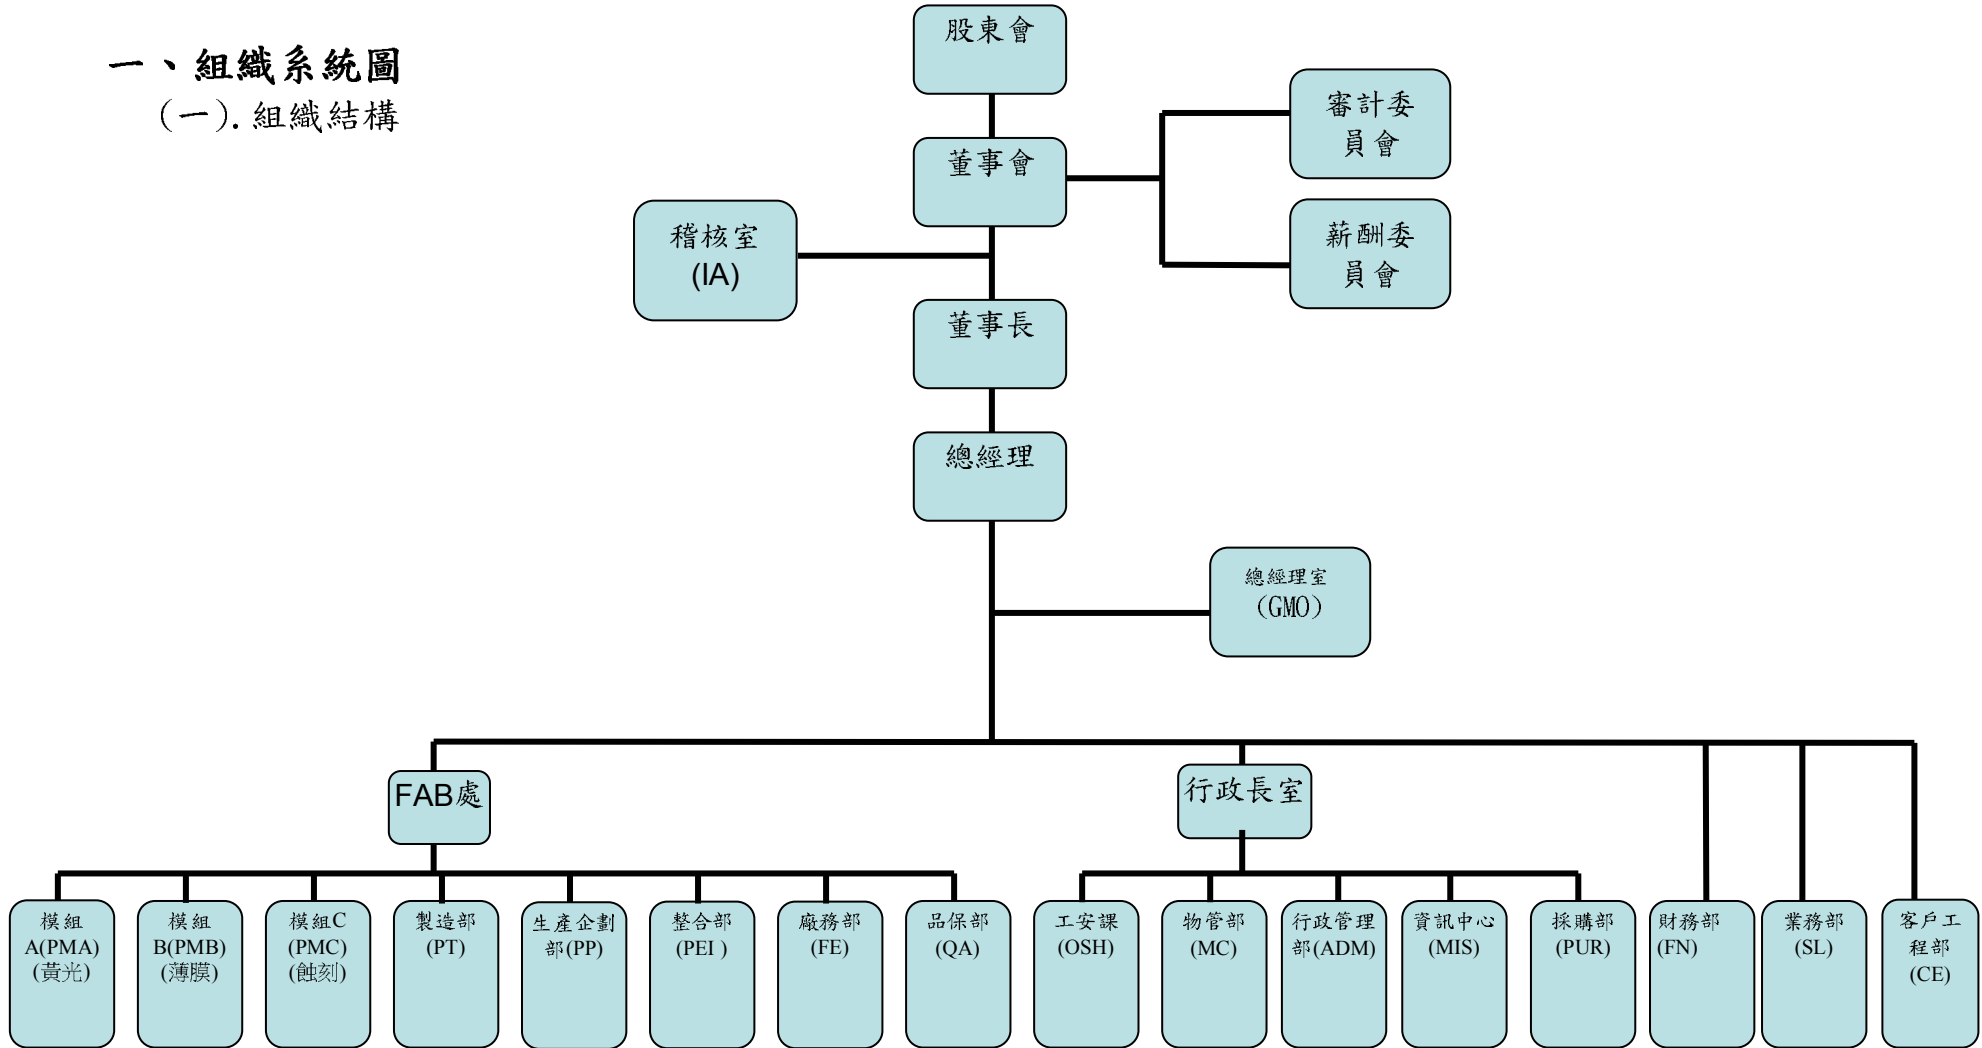 一、組織系統圖
(一). 組織結構
股東會
董事會
審計委
員會
薪酬委
員會
稽核室
(IA)
董事長
總經理
總經理室
(GMO)
FAB處
行政長室
模組
A(PMA)
(黃光)
模組
B(PMB)
(薄膜)
模組C
(PMC)
(蝕刻)
製造部
(PT)
生產企劃
部(PP)
整合部
(PEI )
廠務部
(FE)
品保部
(QA)
工安課
(OSH)
物管部
(MC)
行政管理
部(ADM)
資訊中心
(MIS)
採購部
(PUR)
財務部
(FN)
業務部
(SL)
客戶工
程部
(CE)